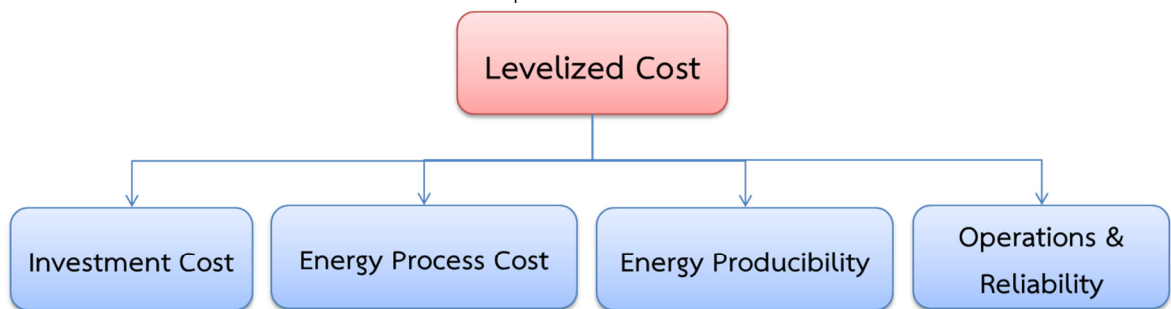 Levelized Cost
Investment Cost
Energy Process Cost
Energy Producibility
Operations &
Reliability